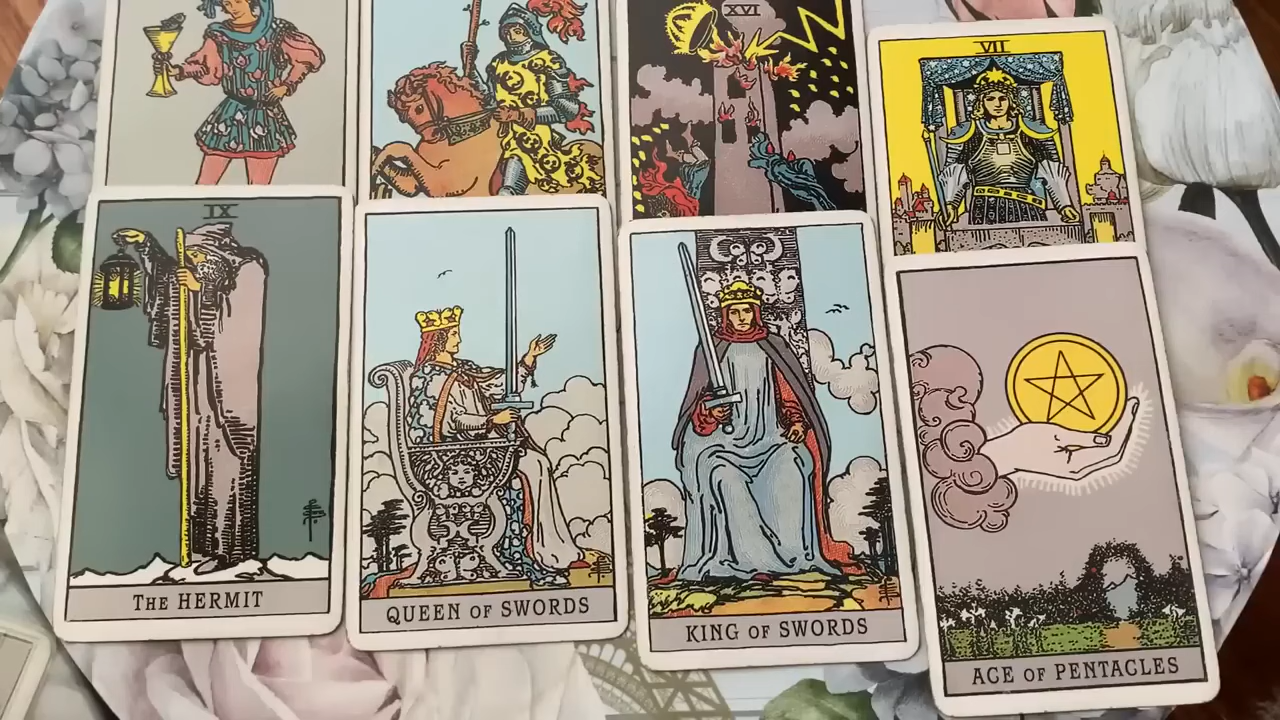 XVI
VII
IX
THE HERMIT
QUEEN OF SWORDS
KING OF SWORDS
ACE OF PENTACLES